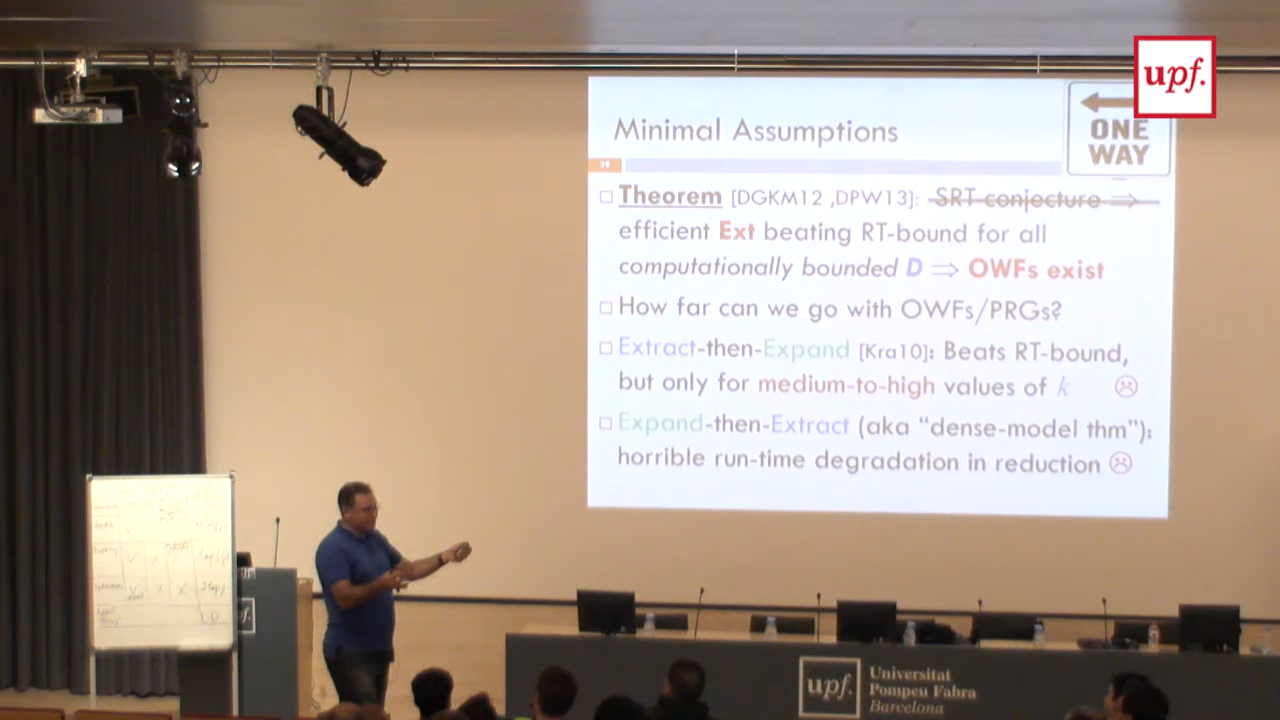 upf.
ONE
WAY
Minimal Assumptions
39
Theorem [DGKM12 ,DPW13]: SRT-conjecture ⇒
efficient Ext beating RT-bound for all
computationally bounded D ⇒ OWFs exist
How far can we go with OWFs/PRGs?
Extract-then-Expand [Kra10]: Beats RT-bound,
but only for medium-to-high values of k ☹
Expand-then-Extract (aka “dense-model thm”):
horrible run-time degradation in reduction ☹
upf.
Universitat
Pompeu Fabra
Barcelona